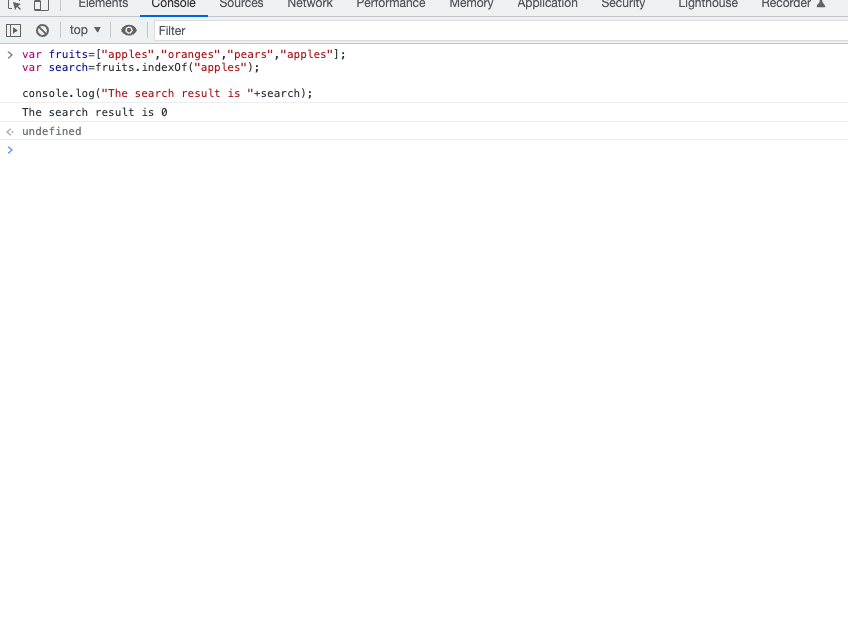 Elements Console Sources Network Performance Memory Application Security Lighthouse Recorder
top Filter
var fruits=["apples","oranges","pears","apples"];
var search=fruits.indexOf("apples");
console.log("The search result is "+search);
The search result is 0
undefined